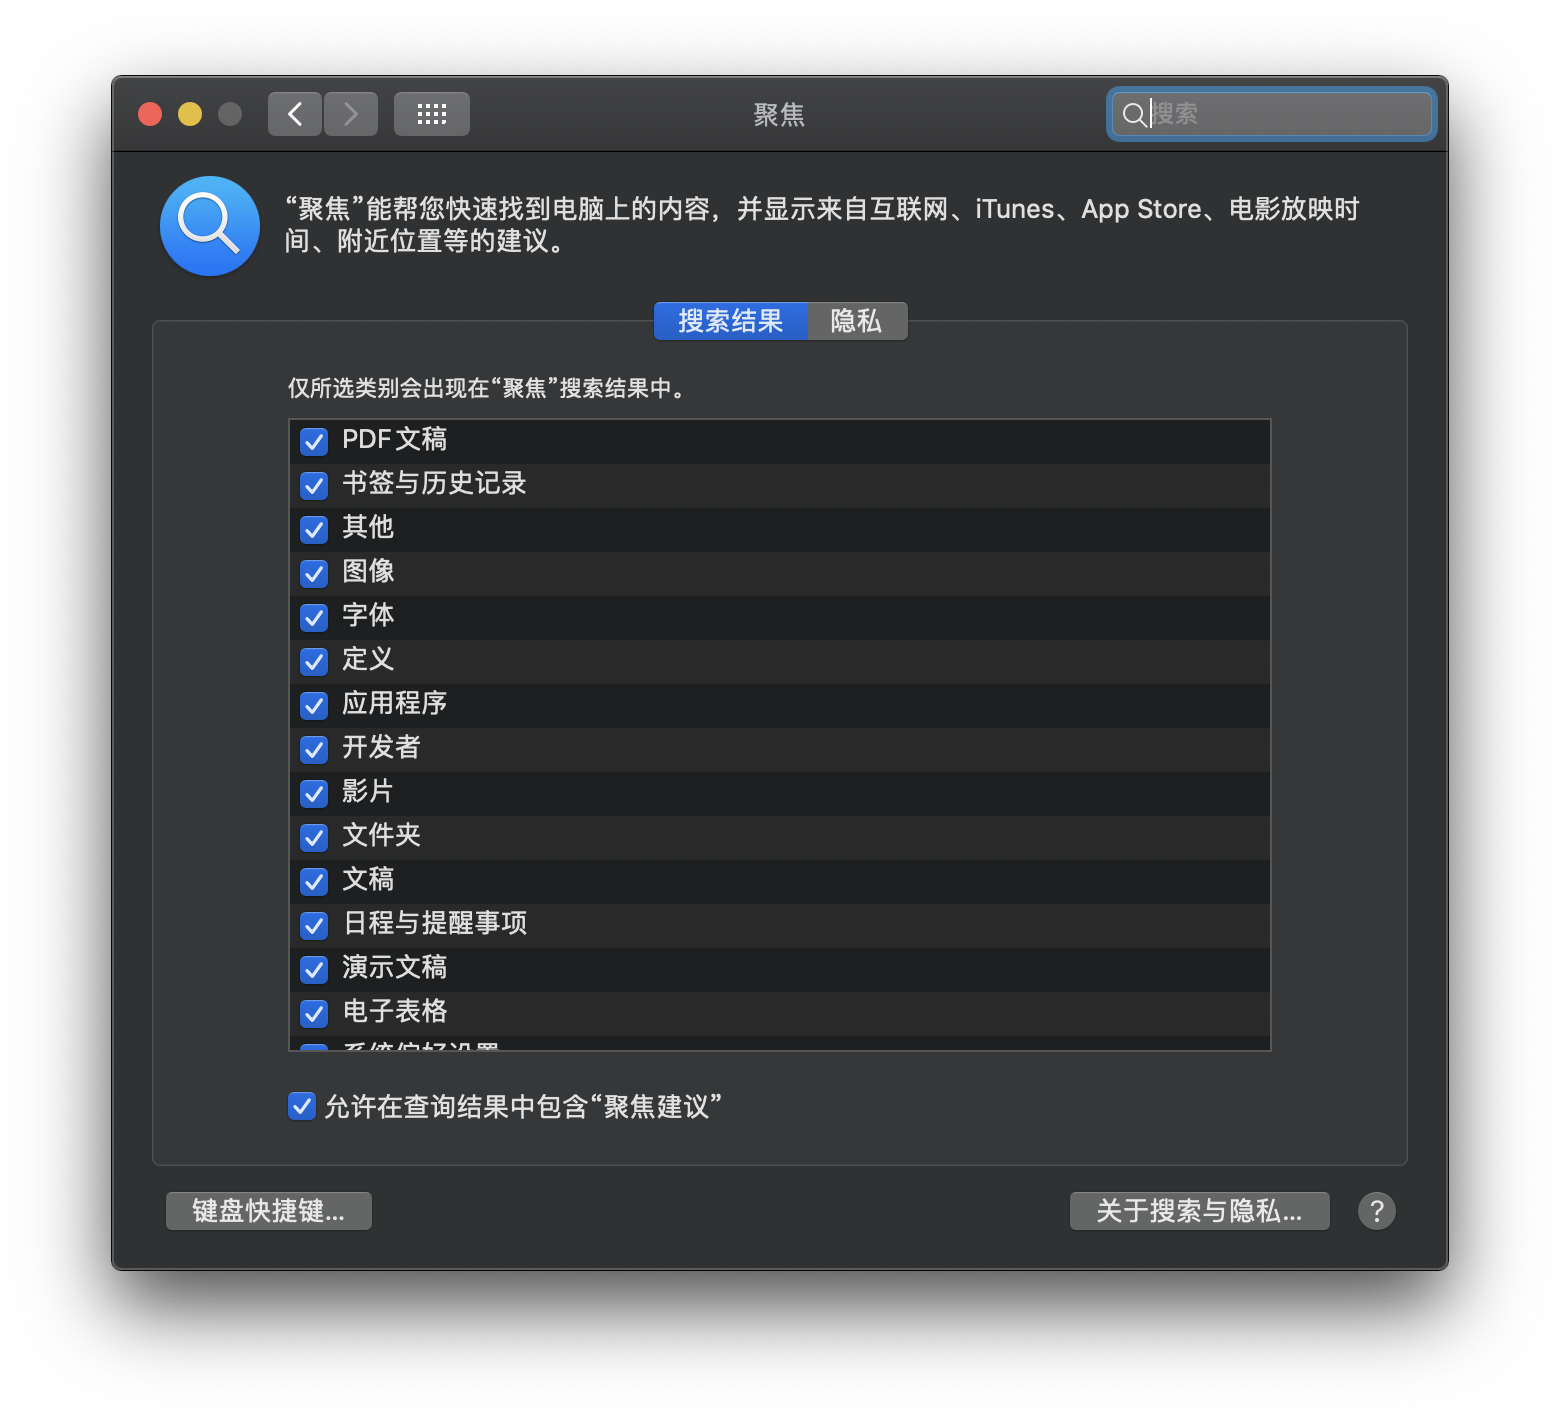 聚焦
搜索
“聚焦”能帮您快速找到电脑上的内容，并显示来自互联网、iTunes、App Store、电影放映时
间、附近位置等的建议。
搜索结果
隐私
仅所选类别会出现在“聚焦”搜索结果中。
PDF 文稿
书签与历史记录
其他
图像
字体
定义
应用程序
开发者
影片
文件夹
文稿
日程与提醒事项
演示文稿
电子表格
系统偏好设置
允许在查询结果中包含“聚焦建议”
键盘快捷键...
关于搜索与隐私...
?